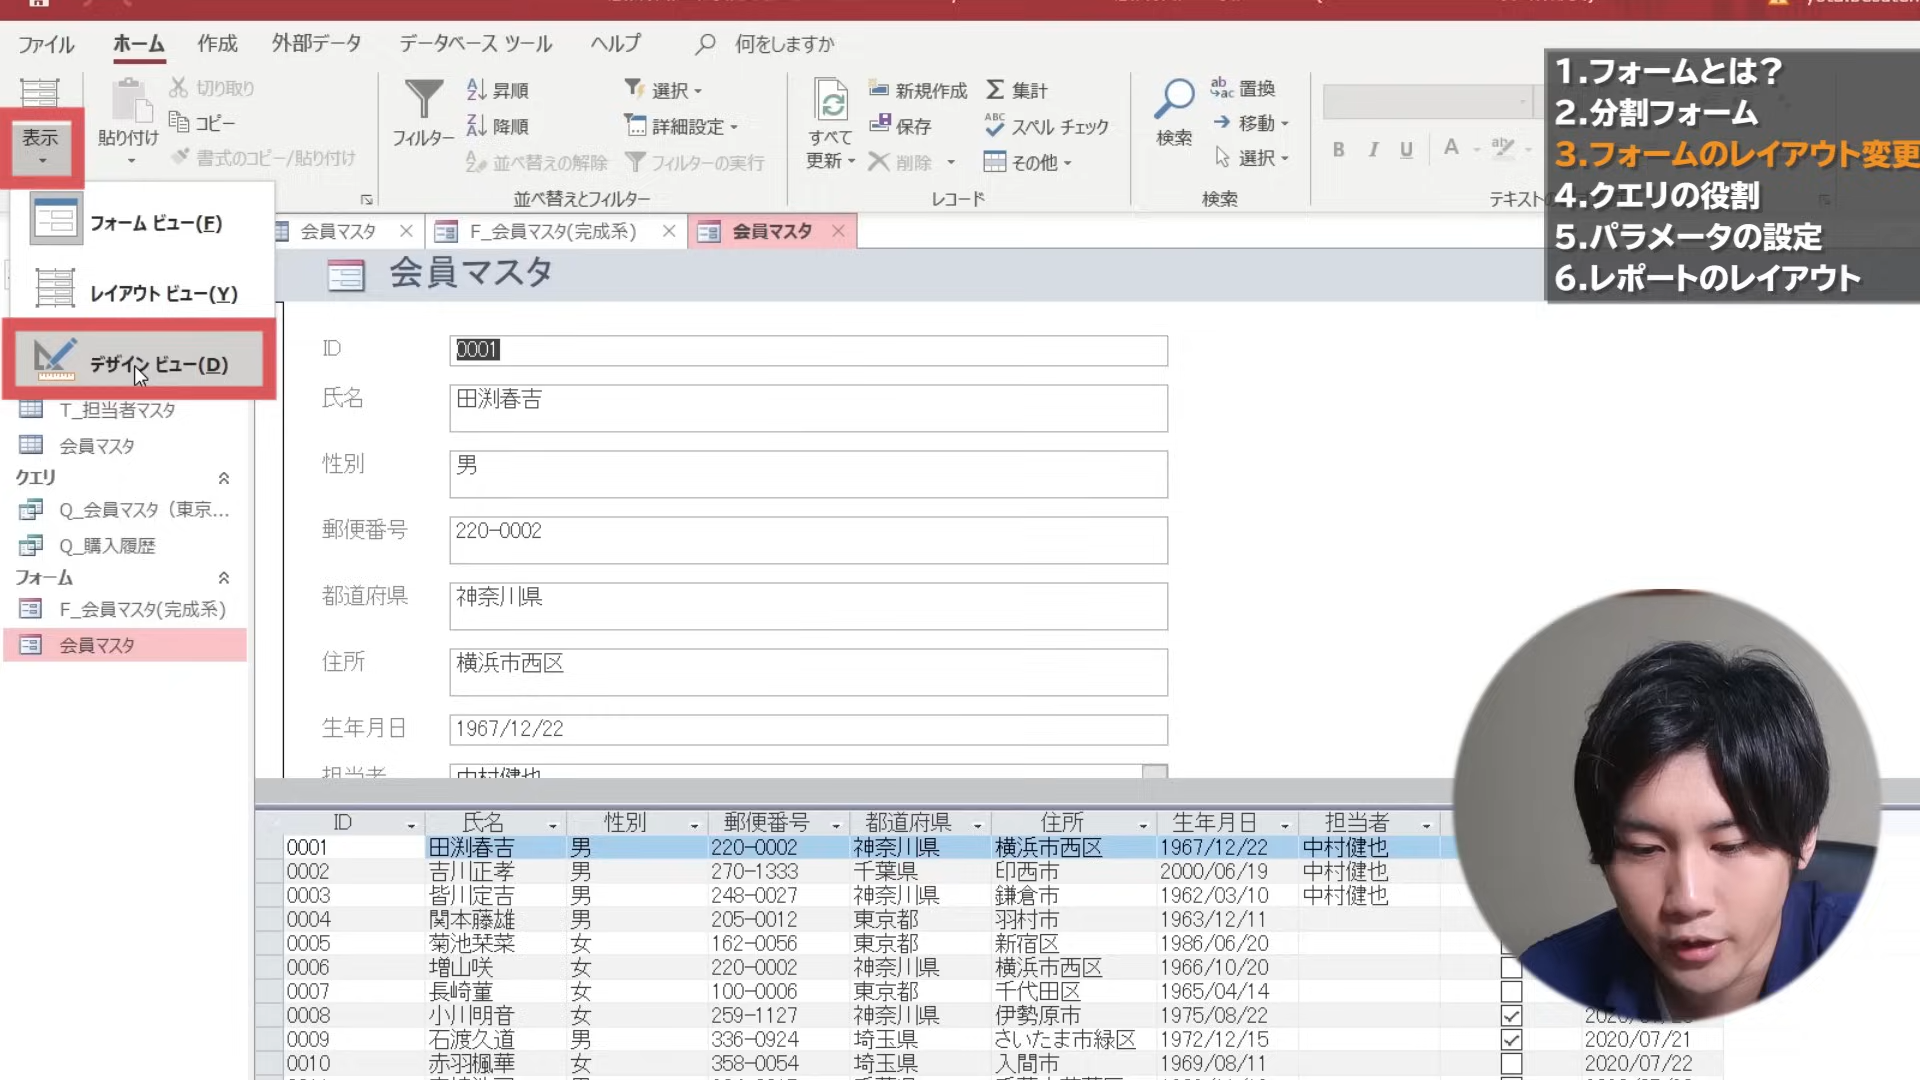 ファイル ホーム 作成 外部データ データベース ツール ヘルプ 何をしますか
表示
貼り付け
切り取り
コピー
書式のコピー/貼り付け
フィルター
昇順
降順
並べ替えの解除
選択
詳細設定
フィルターの実行
並べ替えとフィルター
すべて
更新
新規作成
保存
削除
集計
スペル チェック
その他
レコード
検索
置換
移動
選択
検索
B I U A
テキスト
1.フォームとは?
2.分割フォーム
3.フォームのレイアウト変更
4.クエリの役割
5.パラメータの設定
6.レポートのレイアウト
フォーム ビュー(F)
レイアウト ビュー(Y)
デザイン ビュー(D)
T_担当者マスタ
会員マスタ
クエリ
Q_会員マスタ（東京...
Q_購入履歴
フォーム
F_会員マスタ(完成系)
会員マスタ
会員マスタ F_会員マスタ(完成系) 会員マスタ
会員マスタ
ID 0001
氏名 田渕春吉
性別 男
郵便番号 220-0002
都道府県 神奈川県
住所 横浜市西区
生年月日 1967/12/22
担当者 中村健也
ID 氏名 性別 郵便番号 都道府県 住所 生年月日 担当者
0001 田渕春吉 男 220-0002 神奈川県 横浜市西区 1967/12/22 中村健也
0002 吉川正孝 男 270-1333 千葉県 印西市 2000/06/19 中村健也
0003 皆川定吉 男 248-0027 神奈川県 鎌倉市 1962/03/10 中村健也
0004 関本藤雄 男 205-0012 東京都 羽村市 1963/12/11
0005 菊池栞菜 女 162-0056 東京都 新宿区 1986/06/20
0006 増山咲 女 220-0002 神奈川県 横浜市西区 1966/10/20
0007 長崎菫 女 100-0006 東京都 千代田区 1965/04/14
0008 小川明音 女 259-1127 神奈川県 伊勢原市 1975/08/22
0009 石渡久道 男 336-0924 埼玉県 さいたま市緑区 1972/12/15 2020/07/21
0010 赤羽楓華 女 358-0054 埼玉県 入間市 1969/08/11 2020/07/22